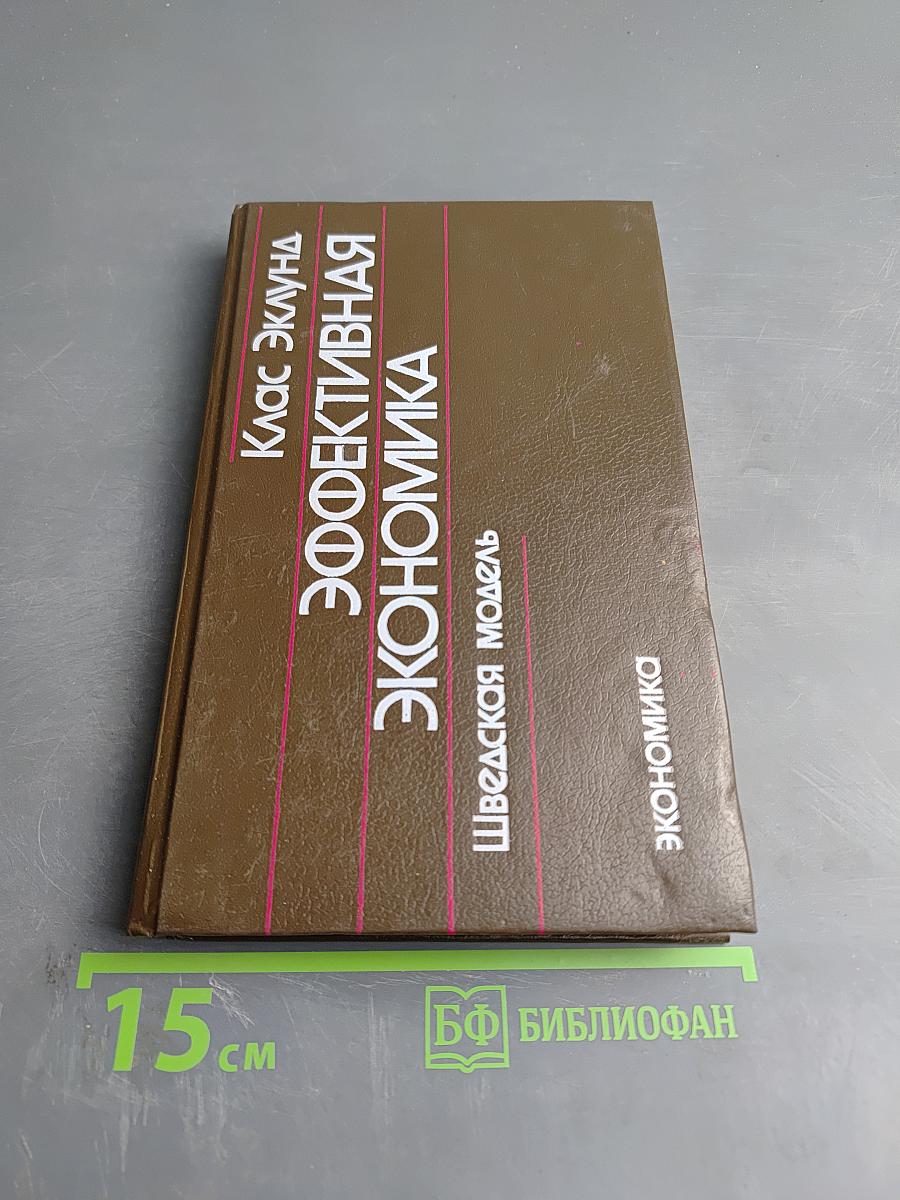 Клас Эклунд
ЭФФЕКТИВНАЯ
ЭКОНОМИКА
Шведская модель
экономика
15 см
БФ БИБЛИОФАН